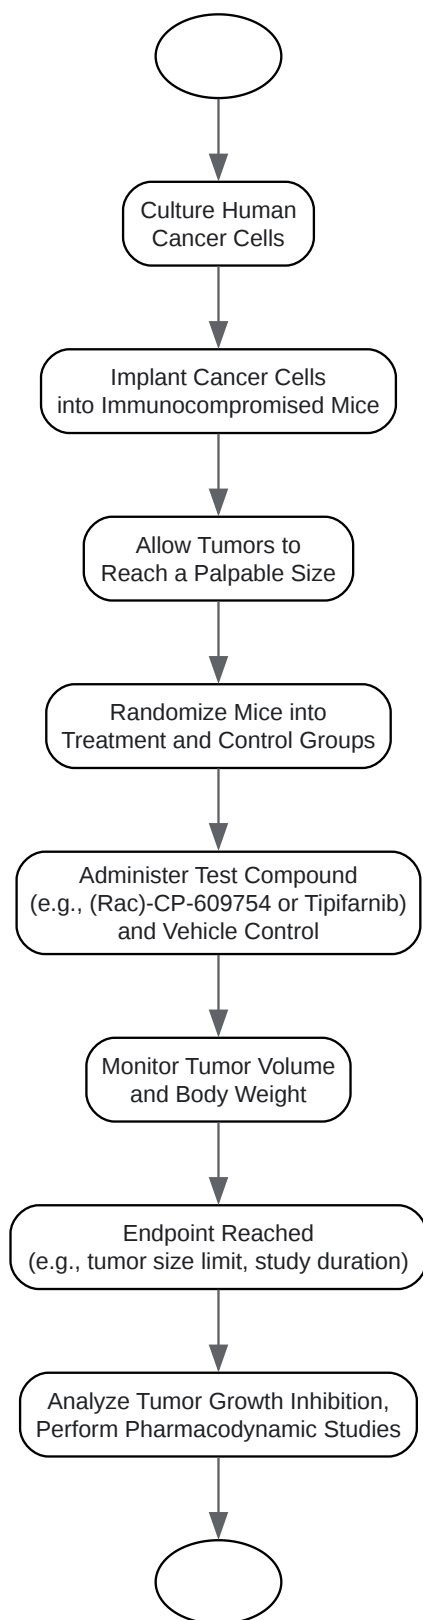 Culture Human
Cancer Cells
Implant Cancer Cells
into Immunocompromised Mice
Allow Tumors to
Reach a Palpable Size
Randomize Mice into
Treatment and Control Groups
Administer Test Compound
(e.g., (Rac)-CP-609754 or Tipifarnib)
and Vehicle Control
Monitor Tumor Volume
and Body Weight
Endpoint Reached
(e.g., tumor size limit, study duration)
Analyze Tumor Growth Inhibition,
Perform Pharmacodynamic Studies